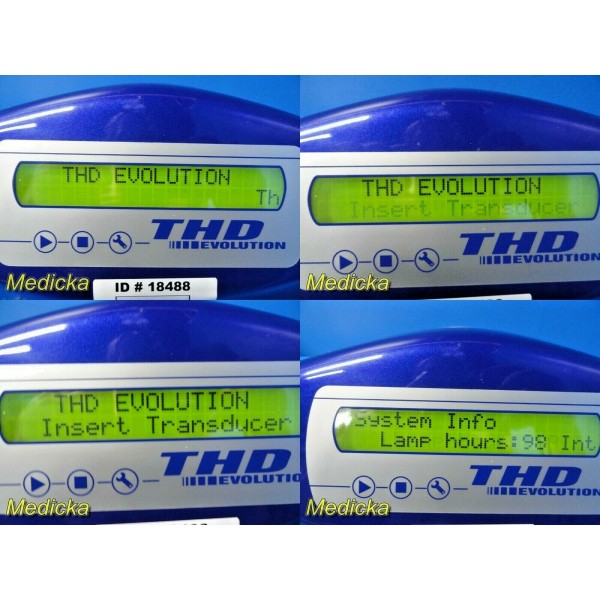 THD EVOLUTION
Th
THD
EVOLUTION
Medicka
ID # 18488
THD EVOLUTION
Insert Transducer
THD
EVOLUTION
Medicka
THD EVOLUTION
Insert Transducer
THD
EVOLUTION
Medicka
System Info
Lamp hours:98 Int
THD
EVOLUTION
Medicka